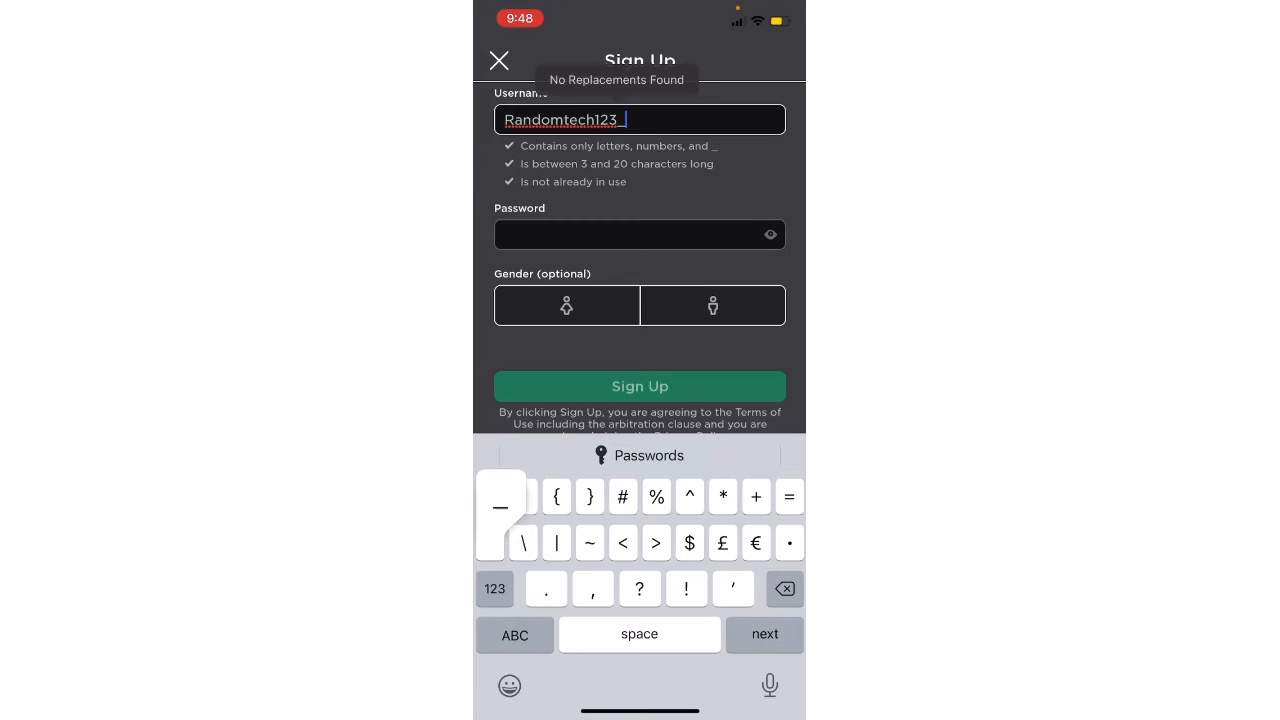 9:48
Sign Up
No Replacements Found
Username
Randomtech123_
Contains only letters, numbers, and _
Is between 3 and 20 characters long
Is not already in use
Password
Gender (optional)
Sign Up
By clicking Sign Up, you are agreeing to the Terms of
Use including the arbitration clause and you are
Passwords
_ { } # % ^ * + =
\ | ~ < > $ £ € •
123 . , ? ! ′
ABC space next